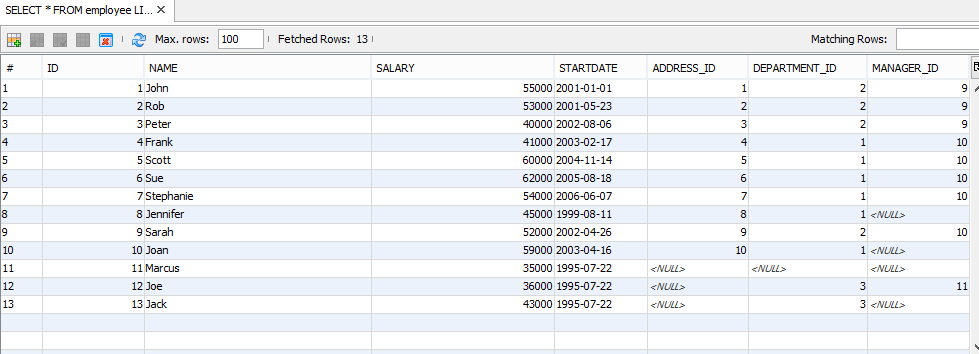 SELECT * FROM employee LI... ×
Max. rows: 100 Fetched Rows: 13 Matching Rows:
# ID NAME SALARY STARTDATE ADDRESS_ID DEPARTMENT_ID MANAGER_ID
1 1 John 55000 2001-01-01 1 2 9
2 2 Rob 53000 2001-05-23 2 2 9
3 3 Peter 40000 2002-08-06 3 2 9
4 4 Frank 41000 2003-02-17 4 1 10
5 5 Scott 60000 2004-11-14 5 1 10
6 6 Sue 62000 2005-08-18 6 1 10
7 7 Stephanie 54000 2006-06-07 7 1 10
8 8 Jennifer 45000 1999-08-11 8 1 <NULL>
9 9 Sarah 52000 2002-04-26 9 2 10
10 10 Joan 59000 2003-04-16 10 1 <NULL>
11 11 Marcus 35000 1995-07-22 <NULL> <NULL> <NULL>
12 12 Joe 36000 1995-07-22 <NULL> 3 11
13 13 Jack 43000 1995-07-22 <NULL> 3 <NULL>